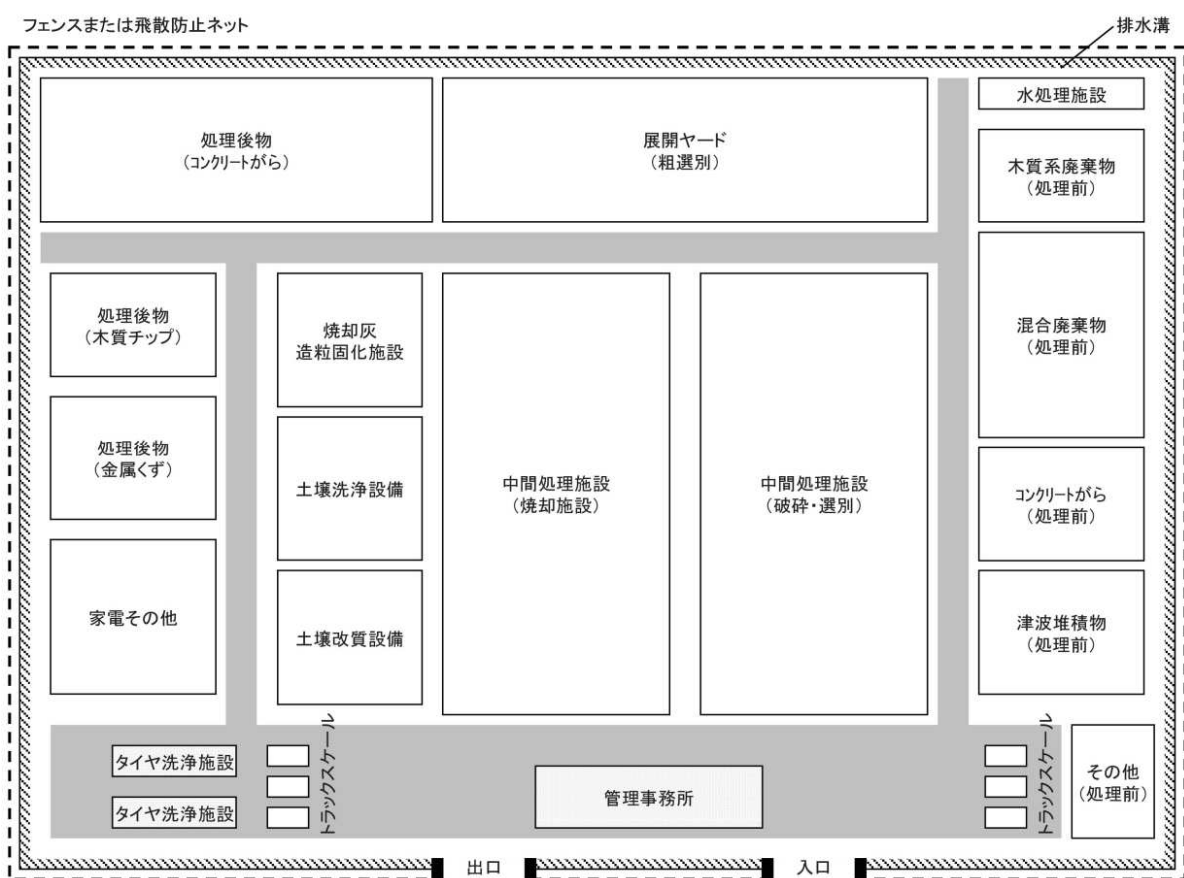 フェンスまたは飛散防止ネット
排水溝
処理後物
(コンクリートがら)
展開ヤード
(粗選別)
水処理施設
木質系廃棄物
(処理前)
混合廃棄物
(処理前)
コンクリートがら
(処理前)
津波堆積物
(処理前)
処理後物
(木質チップ)
処理後物
(金属くず)
家電その他
焼却灰
造粒固化施設
土壌洗浄設備
土壌改質設備
中間処理施設
(焼却施設)
中間処理施設
(破砕・選別)
タイヤ洗浄施設
タイヤ洗浄施設
トラックスケール
管理事務所
トラックスケール
その他
(処理前)
出口
入口